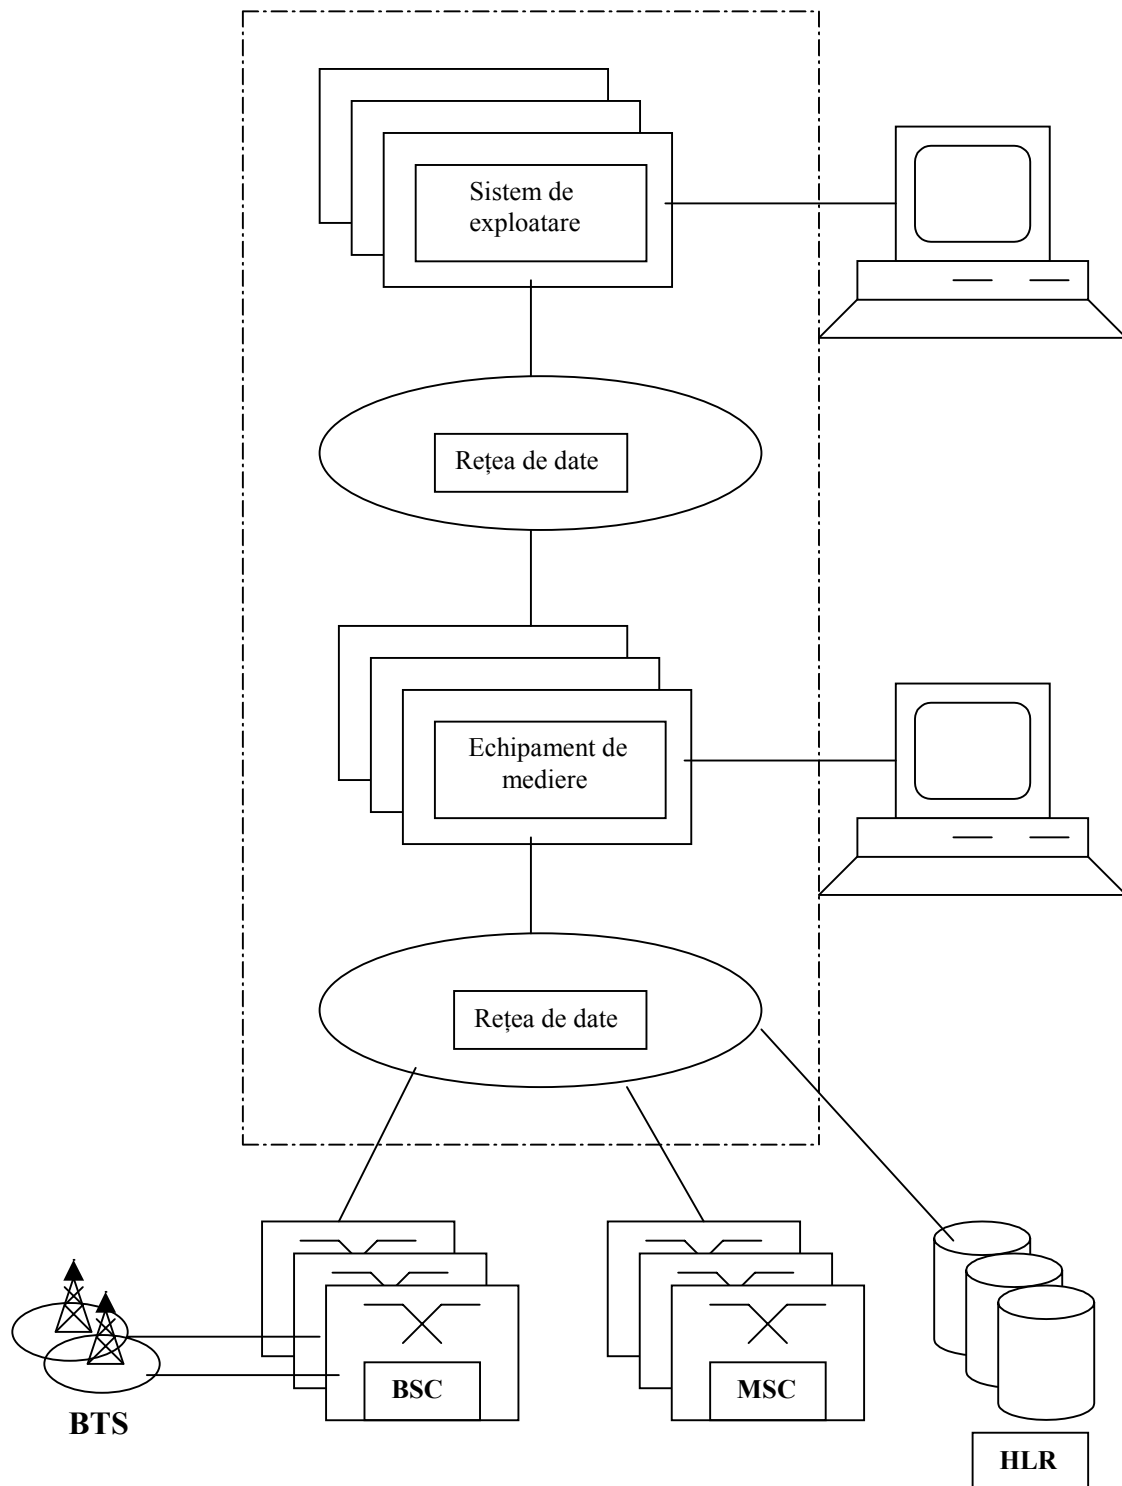 Sistem de
exploatare
Rețea de date
Echipament de
mediere
Rețea de date
BSC
MSC
BTS
HLR